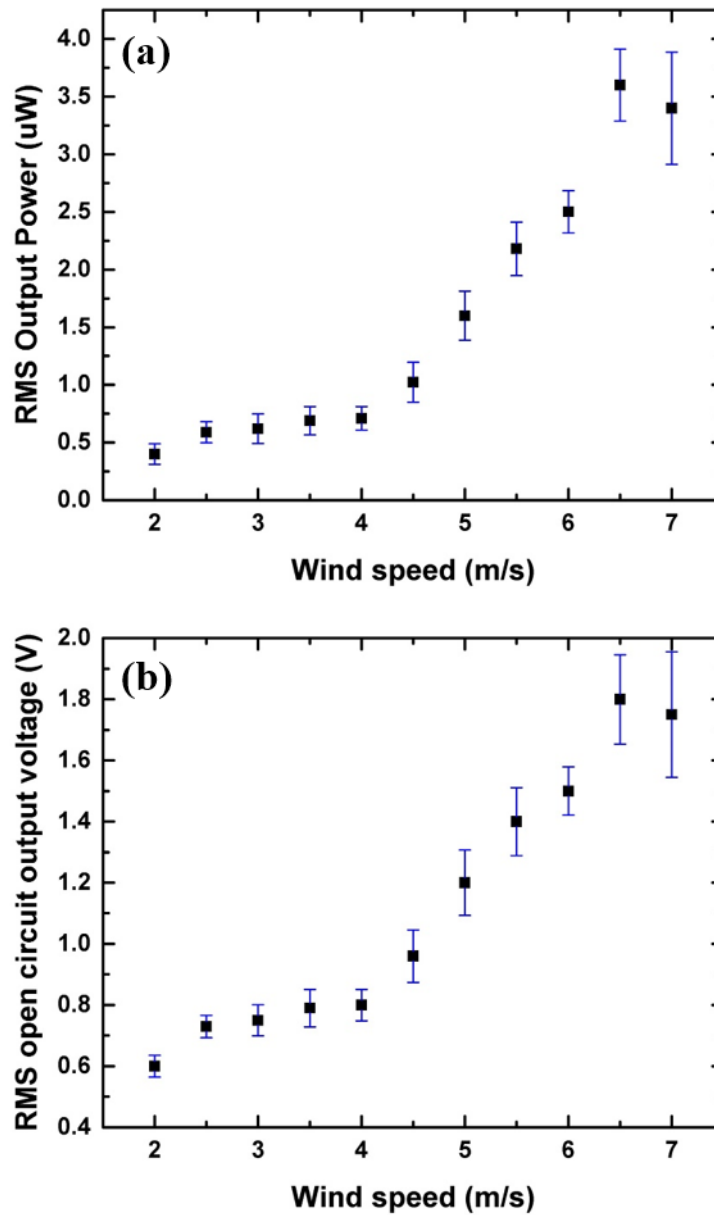 (a)
RMS Output Power (uW)
4.0
3.5
3.0
2.5
2.0
1.5
1.0
0.5
0.0
2 3 4 5 6 7
Wind speed (m/s)
(b)
RMS open circuit output voltage (V)
2.0
1.8
1.6
1.4
1.2
1.0
0.8
0.6
0.4
2 3 4 5 6 7
Wind speed (m/s)